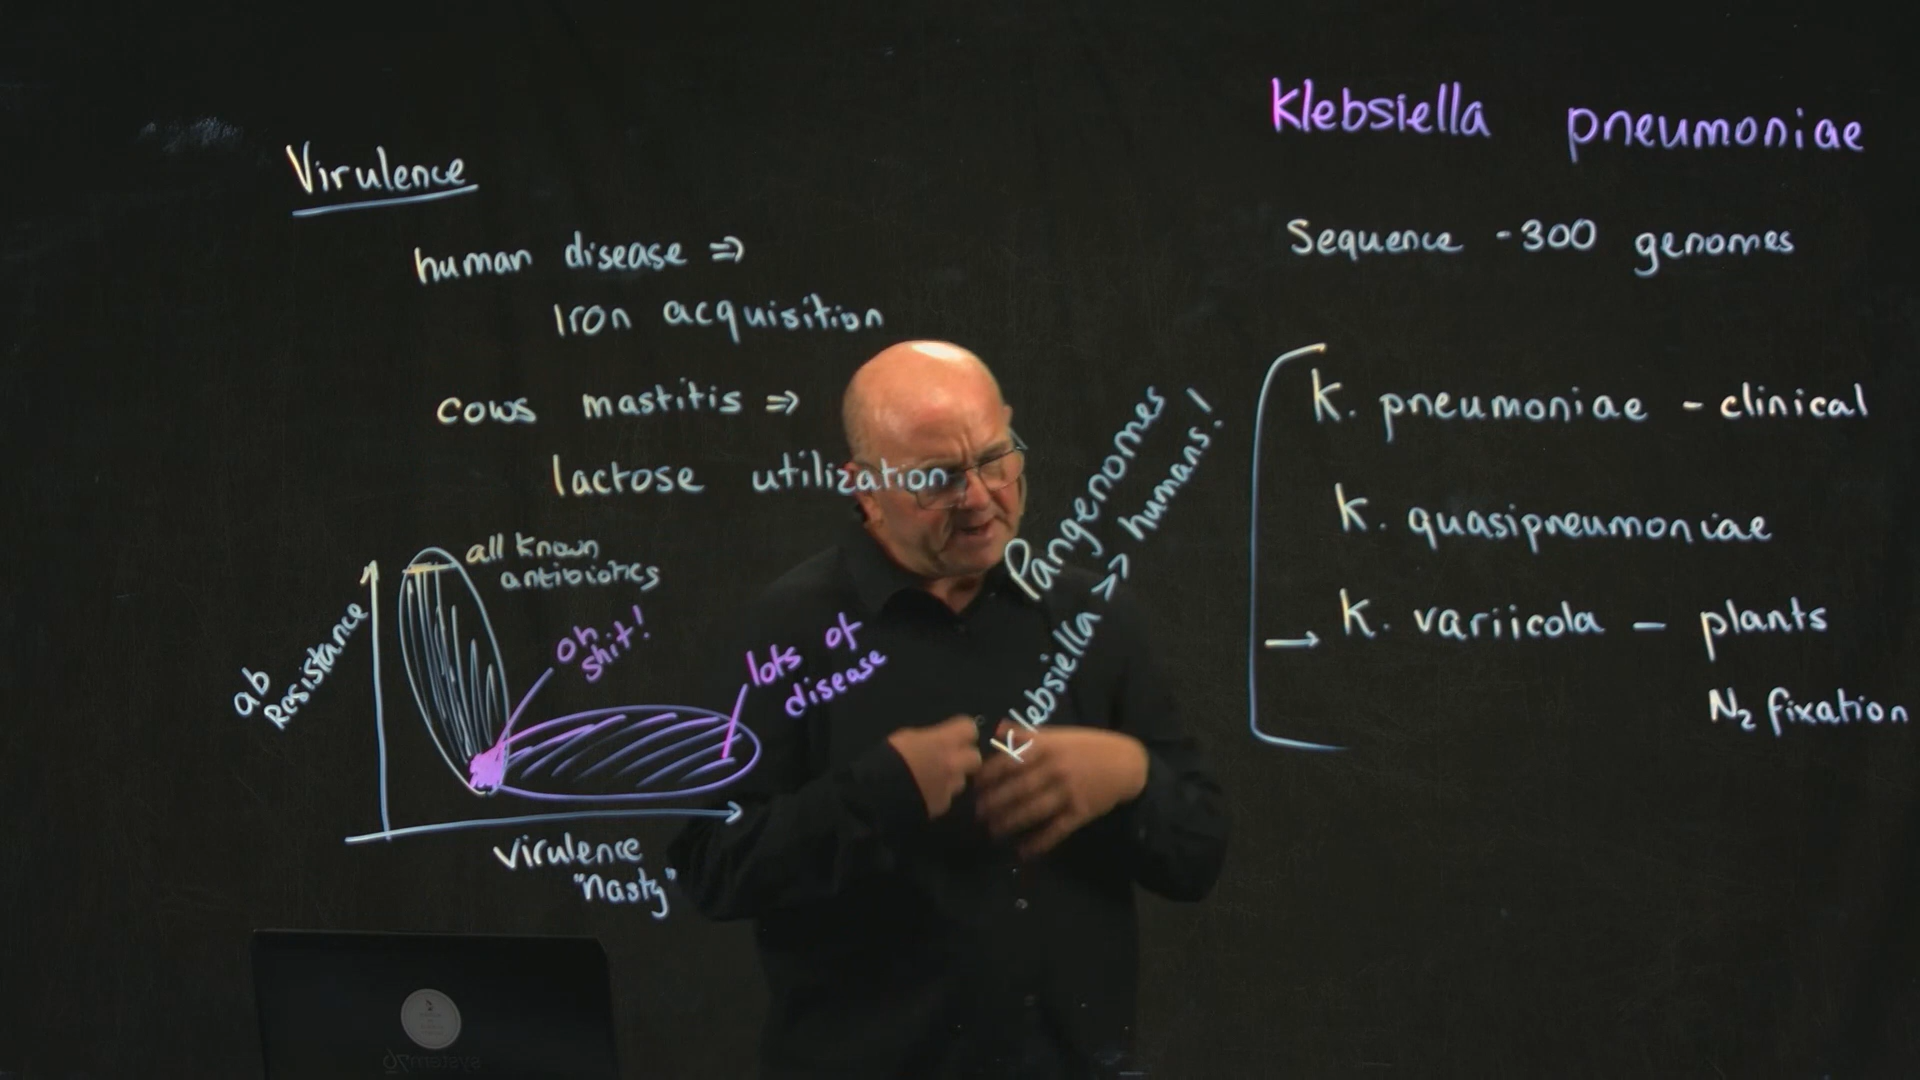 Virulence
human disease ⇒
Iron acquisition
cows mastitis ⇒
lactose utilization
all known
antibiotics
oh
shit!
lots of
disease
ab
Resistance
Virulence
"nasty"
Pangenomes
Klebsiella >> humans!
Klebsiella pneumoniae
Sequence - 300 genomes
K. pneumoniae - clinical
K. quasipneumoniae
→ K. variicola - plants
N₂ fixation
system76